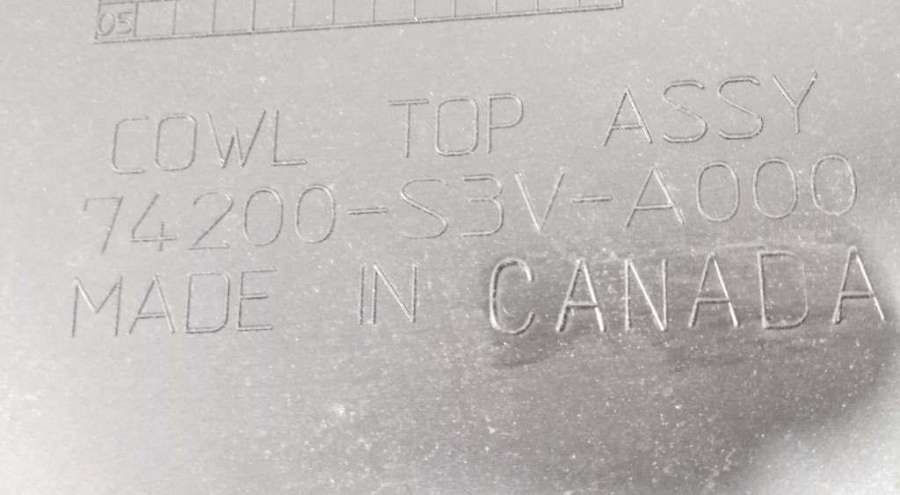 05
COWL TOP ASSY
74200-S3V-A000
MADE IN CANADA